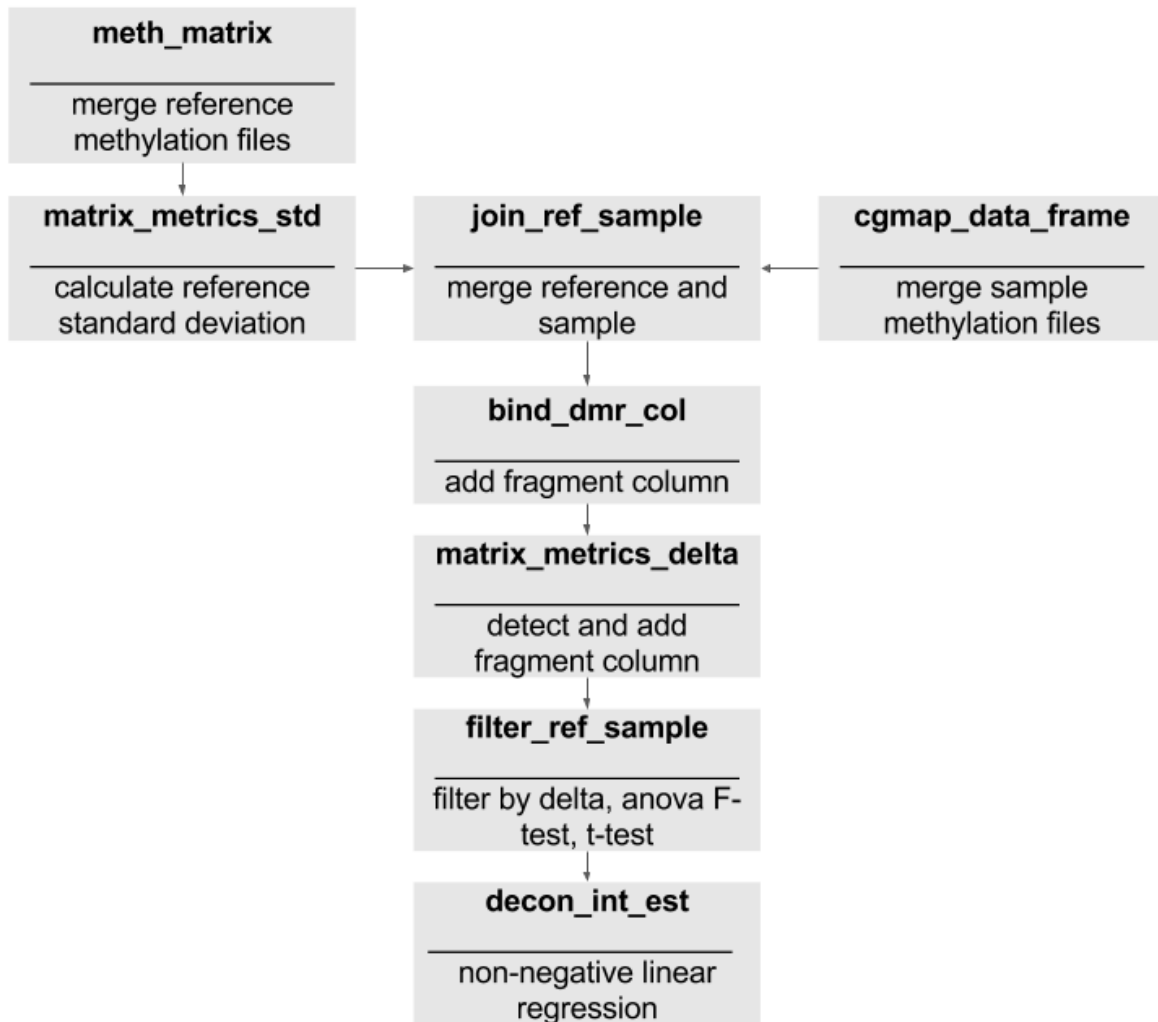 meth_matrix
merge reference
methylation files
matrix_metrics_std
calculate reference
standard deviation
join_ref_sample
merge reference and
sample
cgmap_data_frame
merge sample
methylation files
bind_dmr_col
add fragment column
matrix_metrics_delta
detect and add
fragment column
filter_ref_sample
filter by delta, anova F-
test, t-test
decon_int_est
non-negative linear
regression